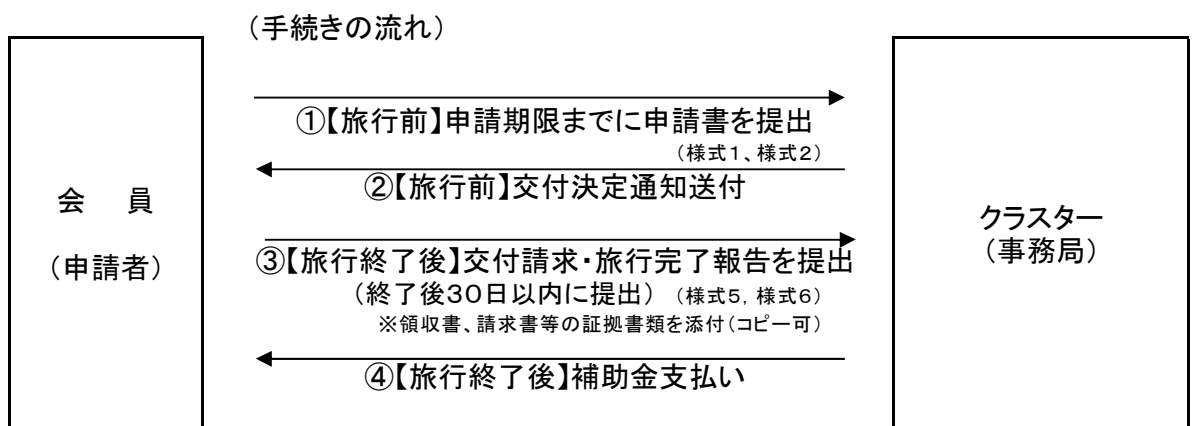 （手続きの流れ）
①【旅行前】申請期限までに申請書を提出
（様式１、様式２）
②【旅行前】交付決定通知送付
会　員
（申請者）
クラスター
（事務局）
③【旅行終了後】交付請求・旅行完了報告を提出
（終了後３０日以内に提出）（様式５，様式６）
※領収書、請求書等の証拠書類を添付（コピー可）
④【旅行終了後】補助金支払い